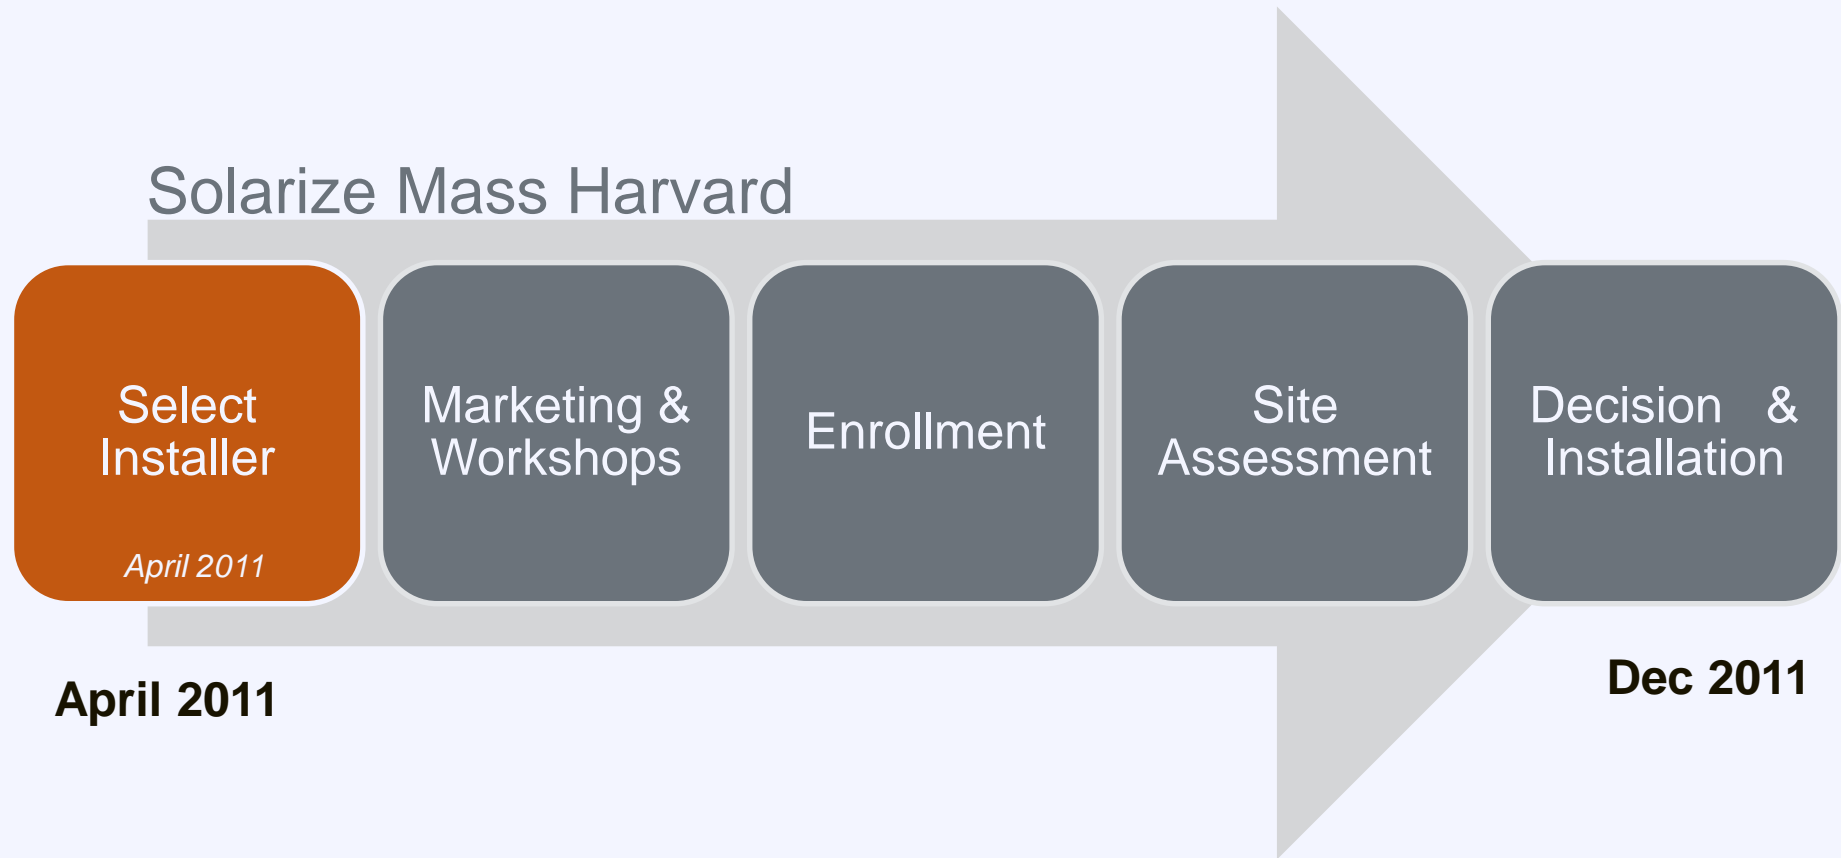 Solarize Mass Harvard
Select
Installer
April 2011
Marketing &
Workshops
Enrollment
Site
Assessment
Decision &
Installation
April 2011
Dec 2011